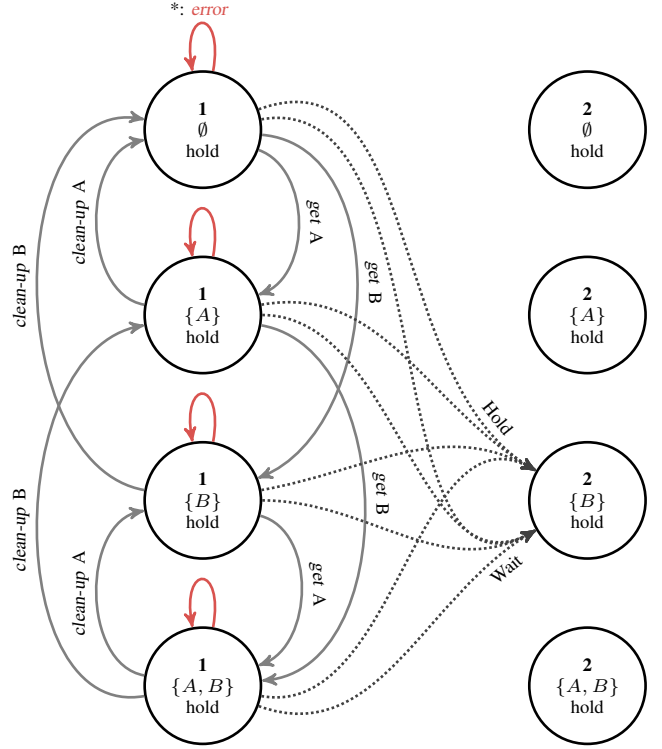 *: error
1
∅
hold
2
∅
hold
clean-up A
get A
clean-up B
get B
1
{A}
hold
2
{A}
hold
Hold
1
{B}
hold
2
{B}
hold
clean-up B
get B
Wait
clean-up A
get A
1
{A, B}
hold
2
{A, B}
hold